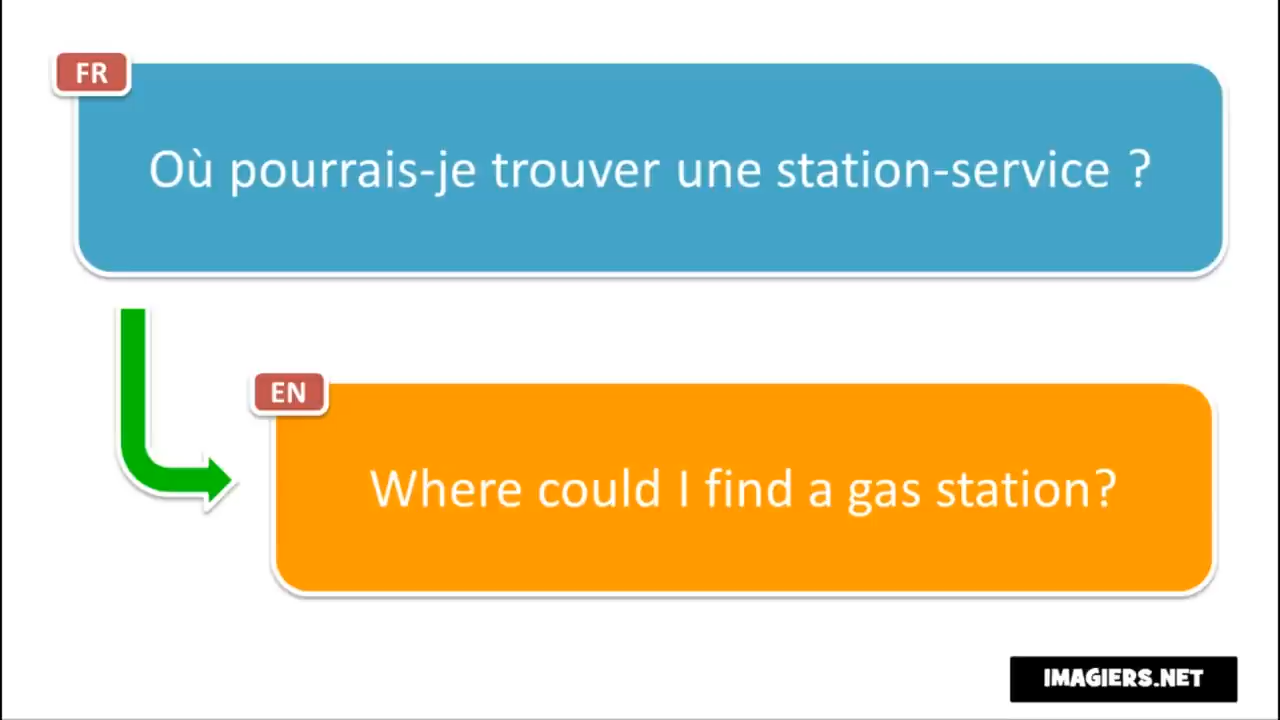 FR
Où pourrais-je trouver une station-service ?
EN
Where could I find a gas station?
IMAGIERS.NET